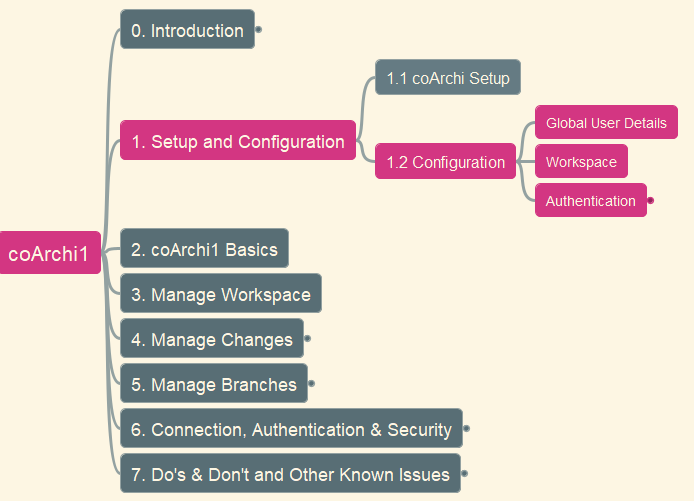 coArchi1
0. Introduction
1. Setup and Configuration
1.1 coArchi Setup
1.2 Configuration
Global User Details
Workspace
Authentication
2. coArchi1 Basics
3. Manage Workspace
4. Manage Changes
5. Manage Branches
6. Connection, Authentication & Security
7. Do's & Don't and Other Known Issues